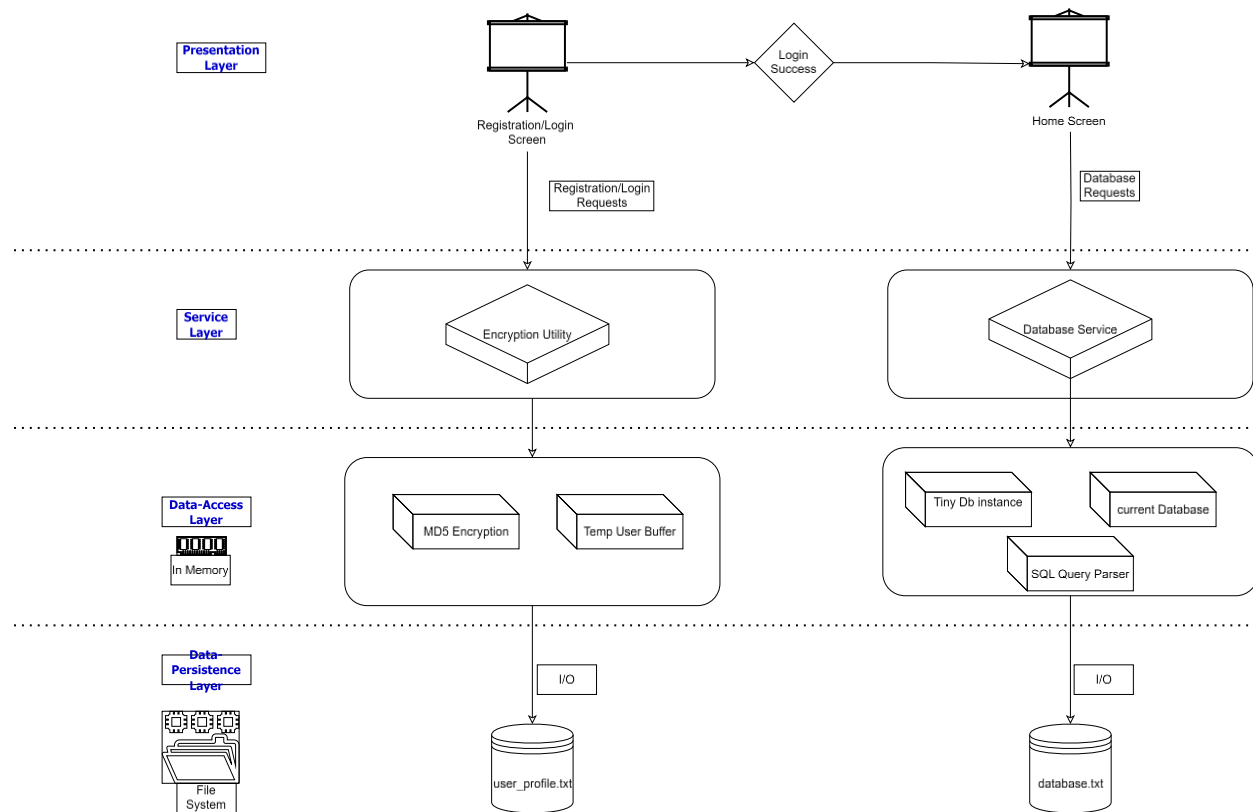 Presentation
Layer
Login
Success
Registration/Login
Screen
Home Screen
Registration/Login
Requests
Database
Requests
Service
Layer
Encryption Utility
Database Service
Data-Access
Layer
In Memory
MD5 Encryption
Temp User Buffer
Tiny Db instance
current Database
SQL Query Parser
Data-
Persistence
Layer
I/O
I/O
File
System
user_profile.txt
database.txt